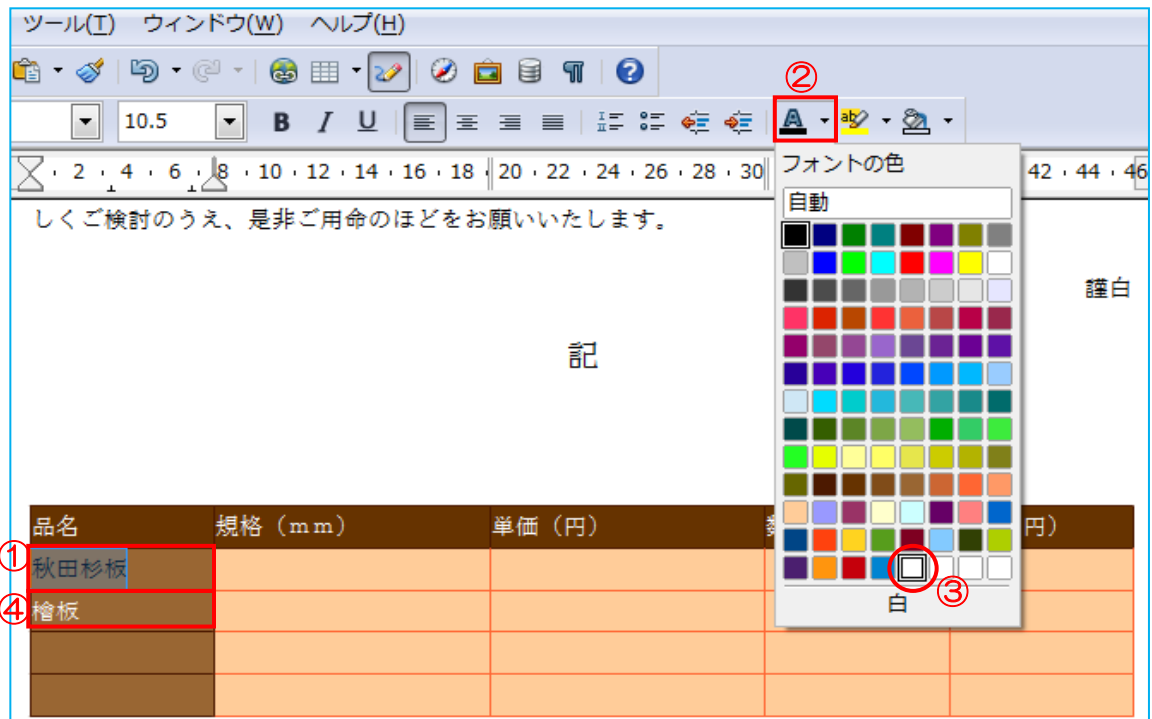 ツール(T) ウィンドウ(W) ヘルプ(H)
②
10.5 B I U A ab
2 4 6 8 10 12 14 16 18 20 22 24 26 28 30 42 44 46
フォントの色
自動
しくご検討のうえ、是非ご用命のほどをお願いいたします。
謹白
記
品名 規格（ｍｍ） 単価（円） 円）
① 秋田杉板
④ 檜板
③
白